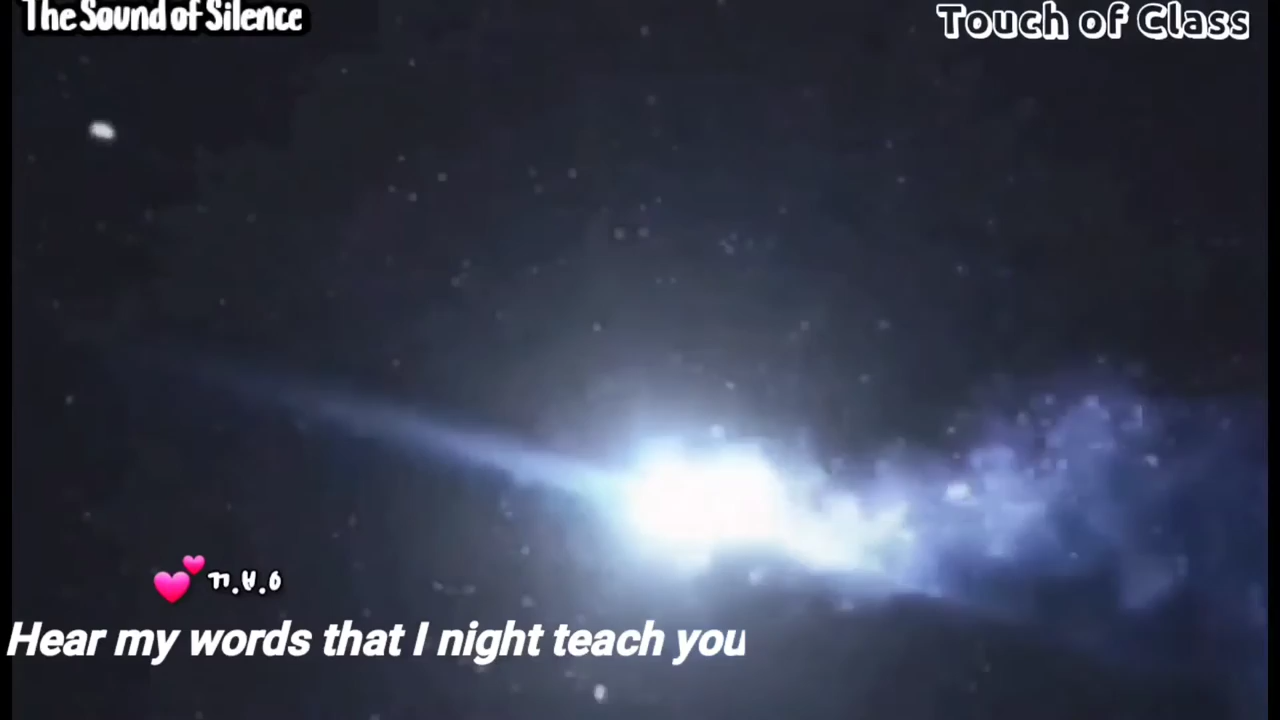 The Sound of Silence
Touch of Class
Hear my words that I night teach you